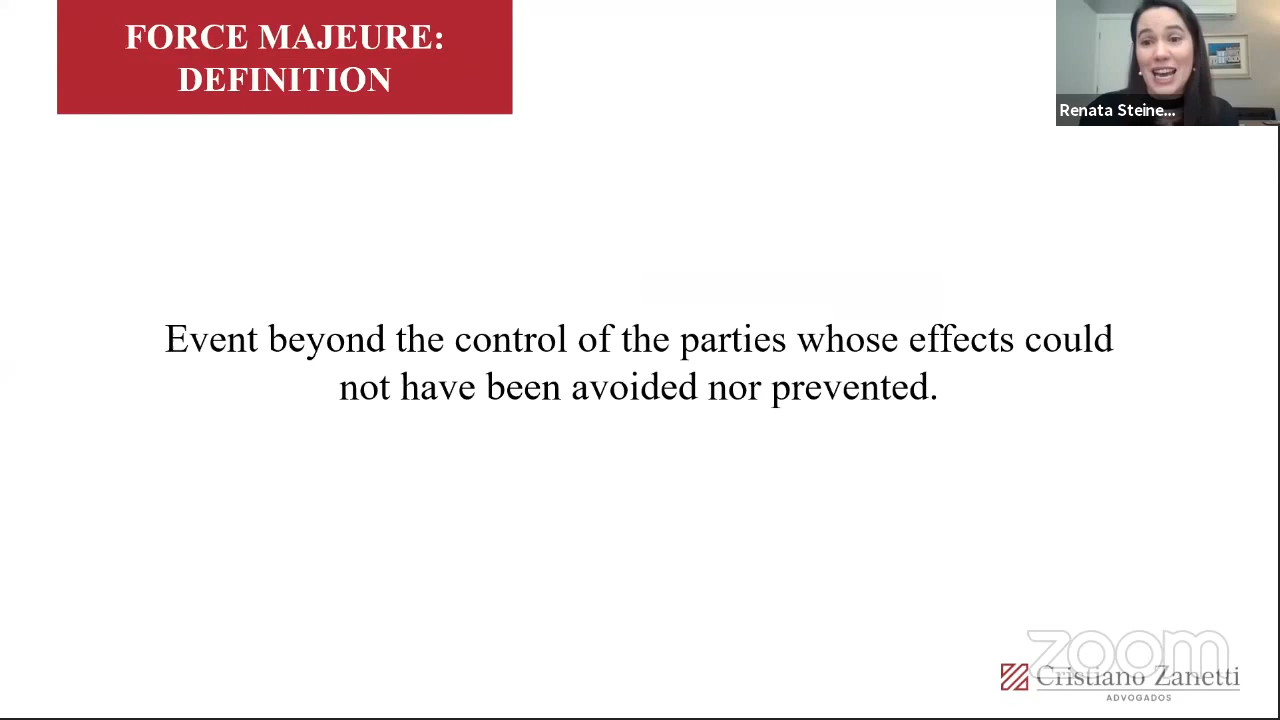 FORCE MAJEURE:
DEFINITION
Renata Steine...
Event beyond the control of the parties whose effects could
not have been avoided nor prevented.
zoom
Cristiano Zanetti
ADVOGADOS